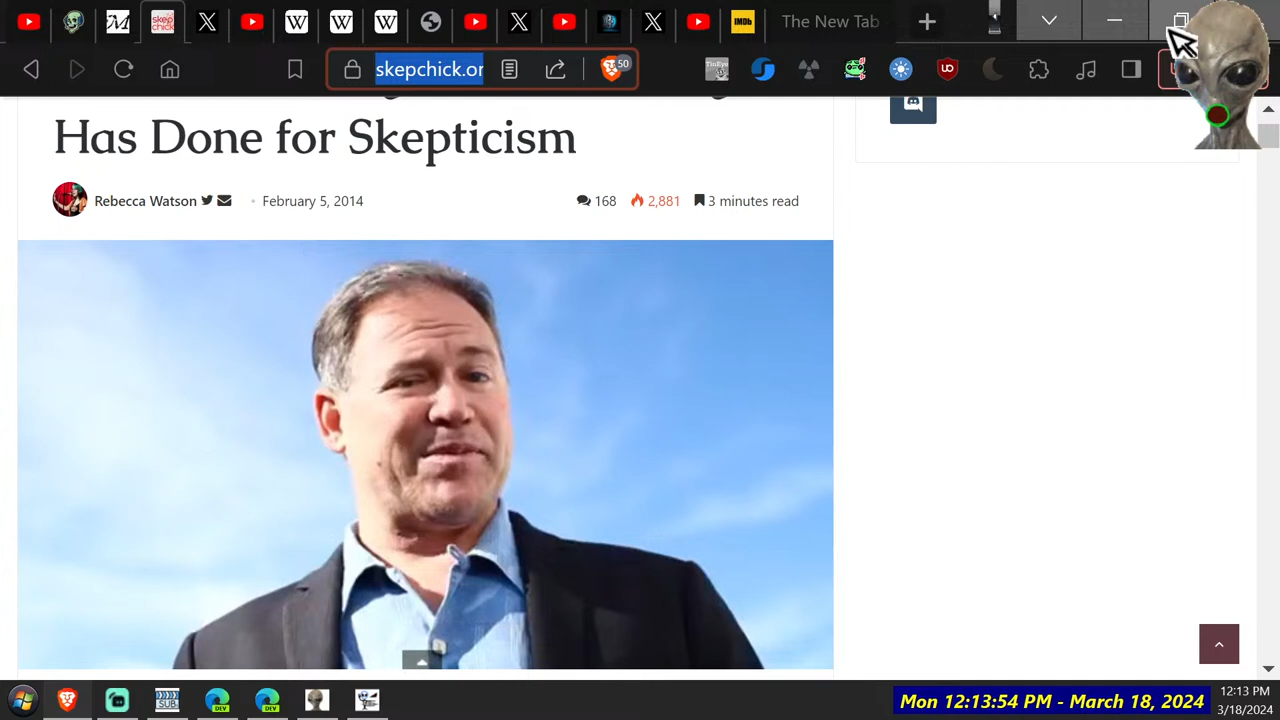 The New Tab
skepchick.or
50
Has Done for Skepticism
Rebecca Watson
February 5, 2014
168
2,881
3 minutes read
Mon 12:13:54 PM - March 18, 2024
12:13 PM
3/18/2024